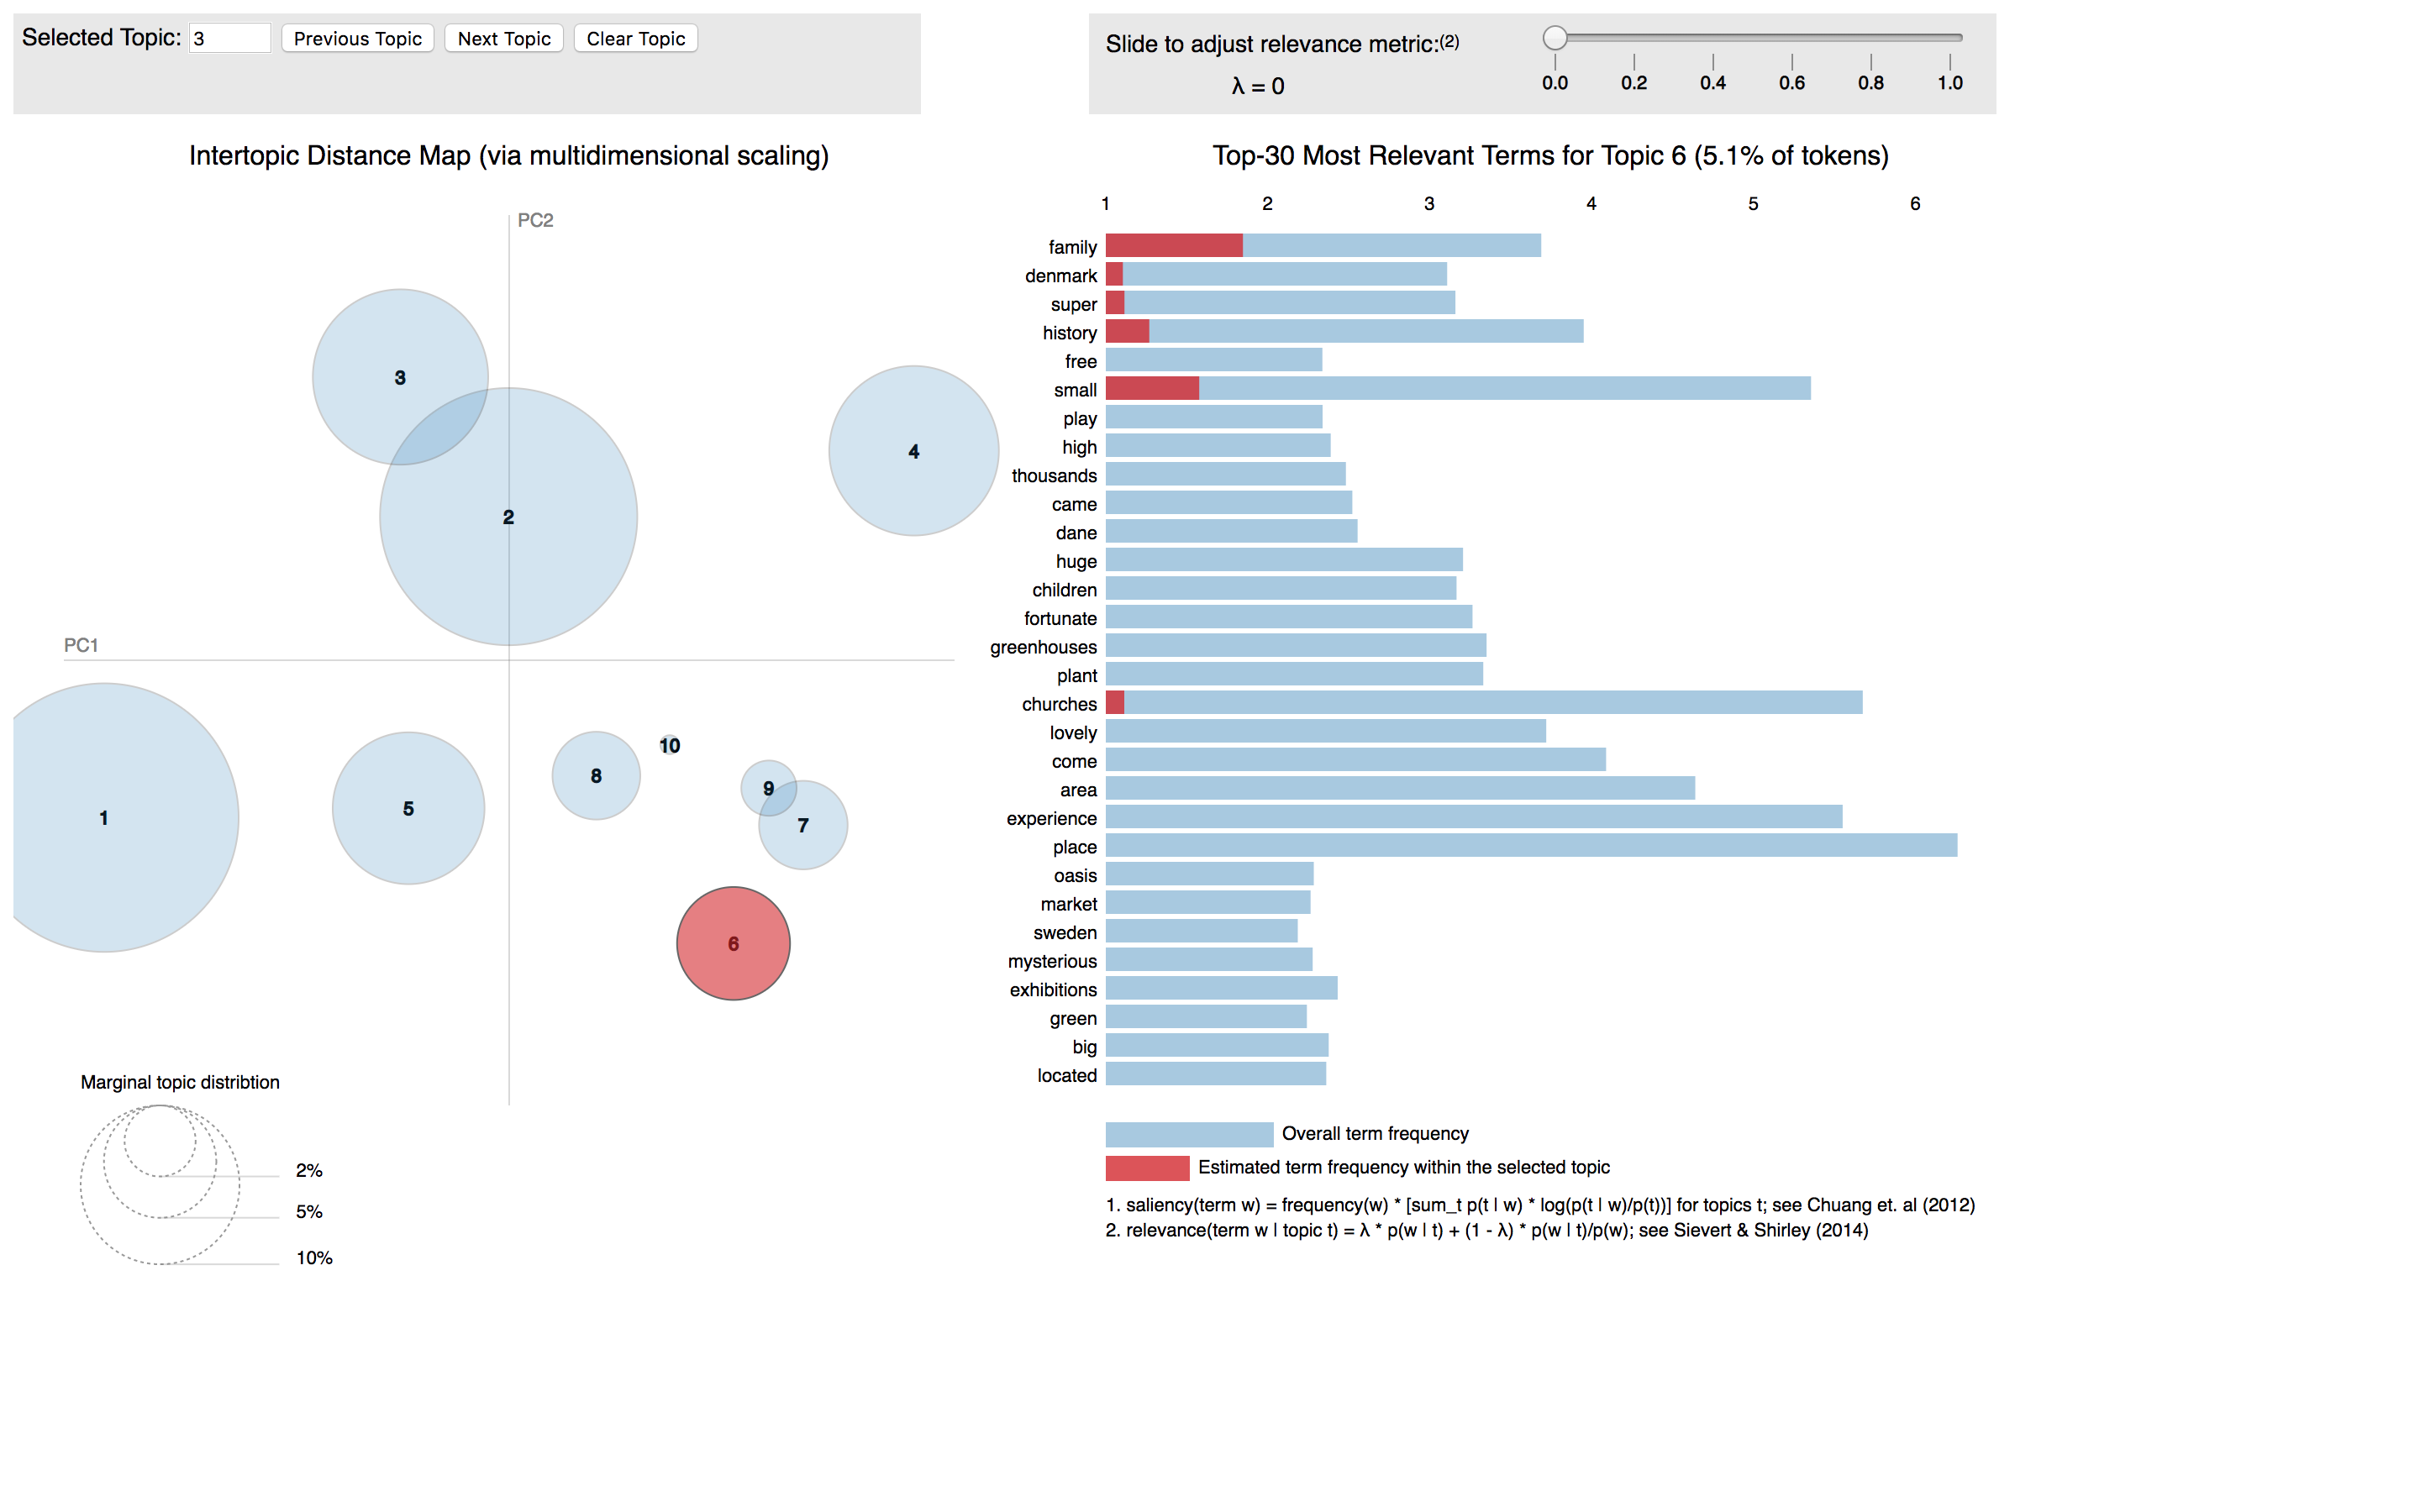 Selected Topic: 3 Previous Topic Next Topic Clear Topic
Slide to adjust relevance metric:(2)
λ = 0
0.0 0.2 0.4 0.6 0.8 1.0
Intertopic Distance Map (via multidimensional scaling)
PC2
3
4
2
PC1
10
8
9
5
1
7
6
Marginal topic distribtion
2%
5%
10%
Top-30 Most Relevant Terms for Topic 6 (5.1% of tokens)
1 2 3 4 5 6
family
denmark
super
history
free
small
play
high
thousands
came
dane
huge
children
fortunate
greenhouses
plant
churches
lovely
come
area
experience
place
oasis
market
sweden
mysterious
exhibitions
green
big
located
Overall term frequency
Estimated term frequency within the selected topic
1. saliency(term w) = frequency(w) * [sum_t p(t | w) * log(p(t | w)/p(t))] for topics t; see Chuang et. al (2012)
2. relevance(term w | topic t) = λ * p(w | t) + (1 - λ) * p(w | t)/p(w); see Sievert & Shirley (2014)